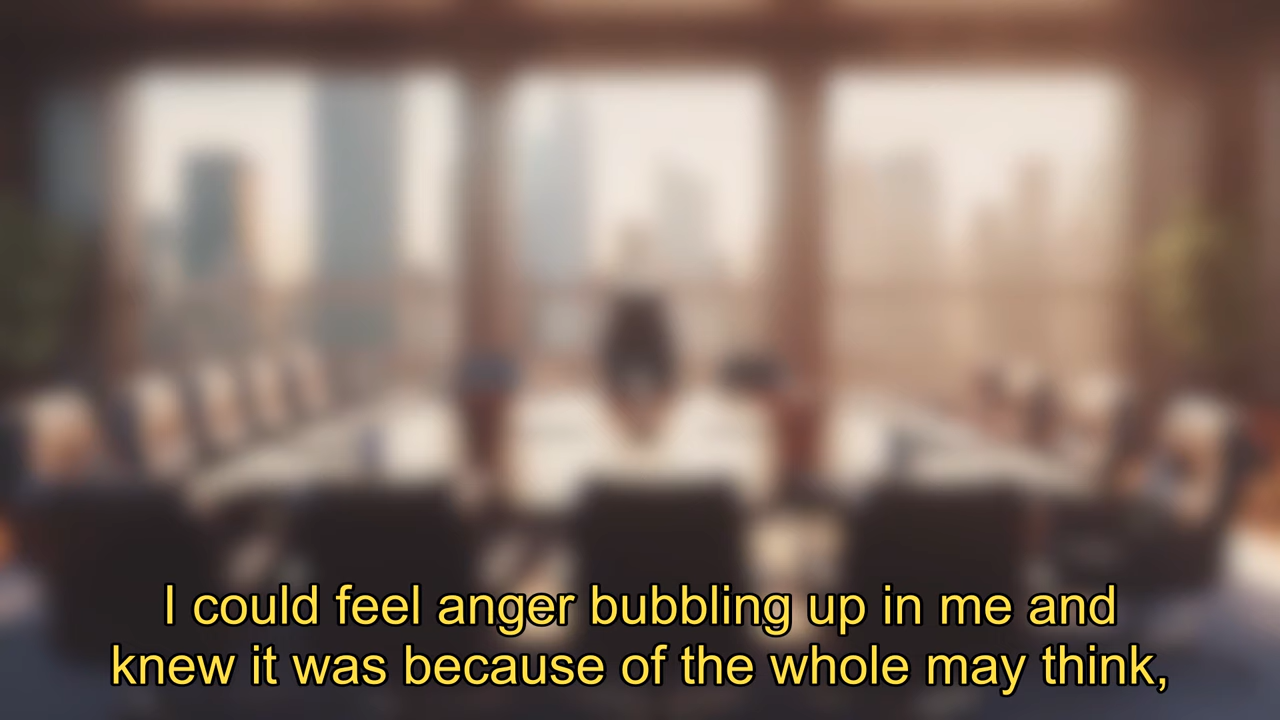 I could feel anger bubbling up in me and
knew it was because of the whole may think,